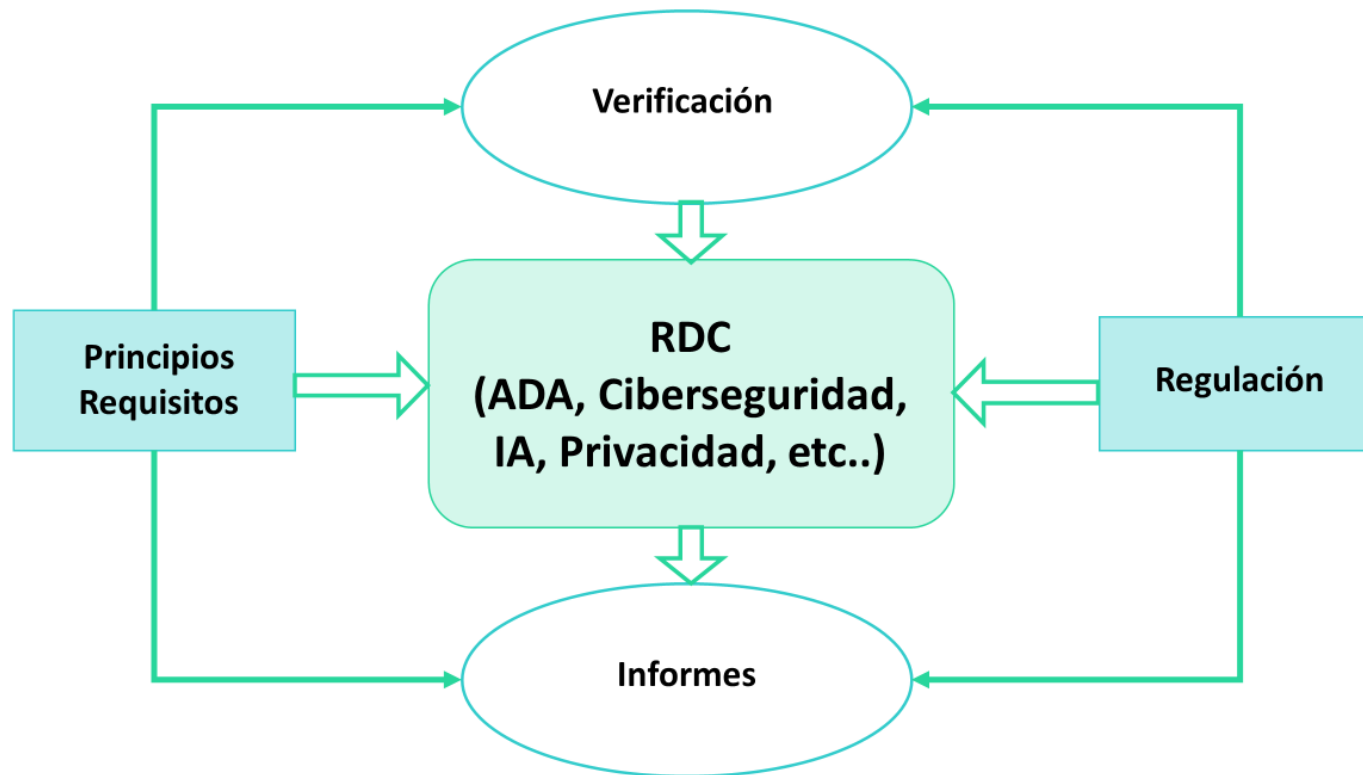 Verificación
Principios
Requisitos
RDC
(ADA, Ciberseguridad,
IA, Privacidad, etc..)
Regulación
Informes